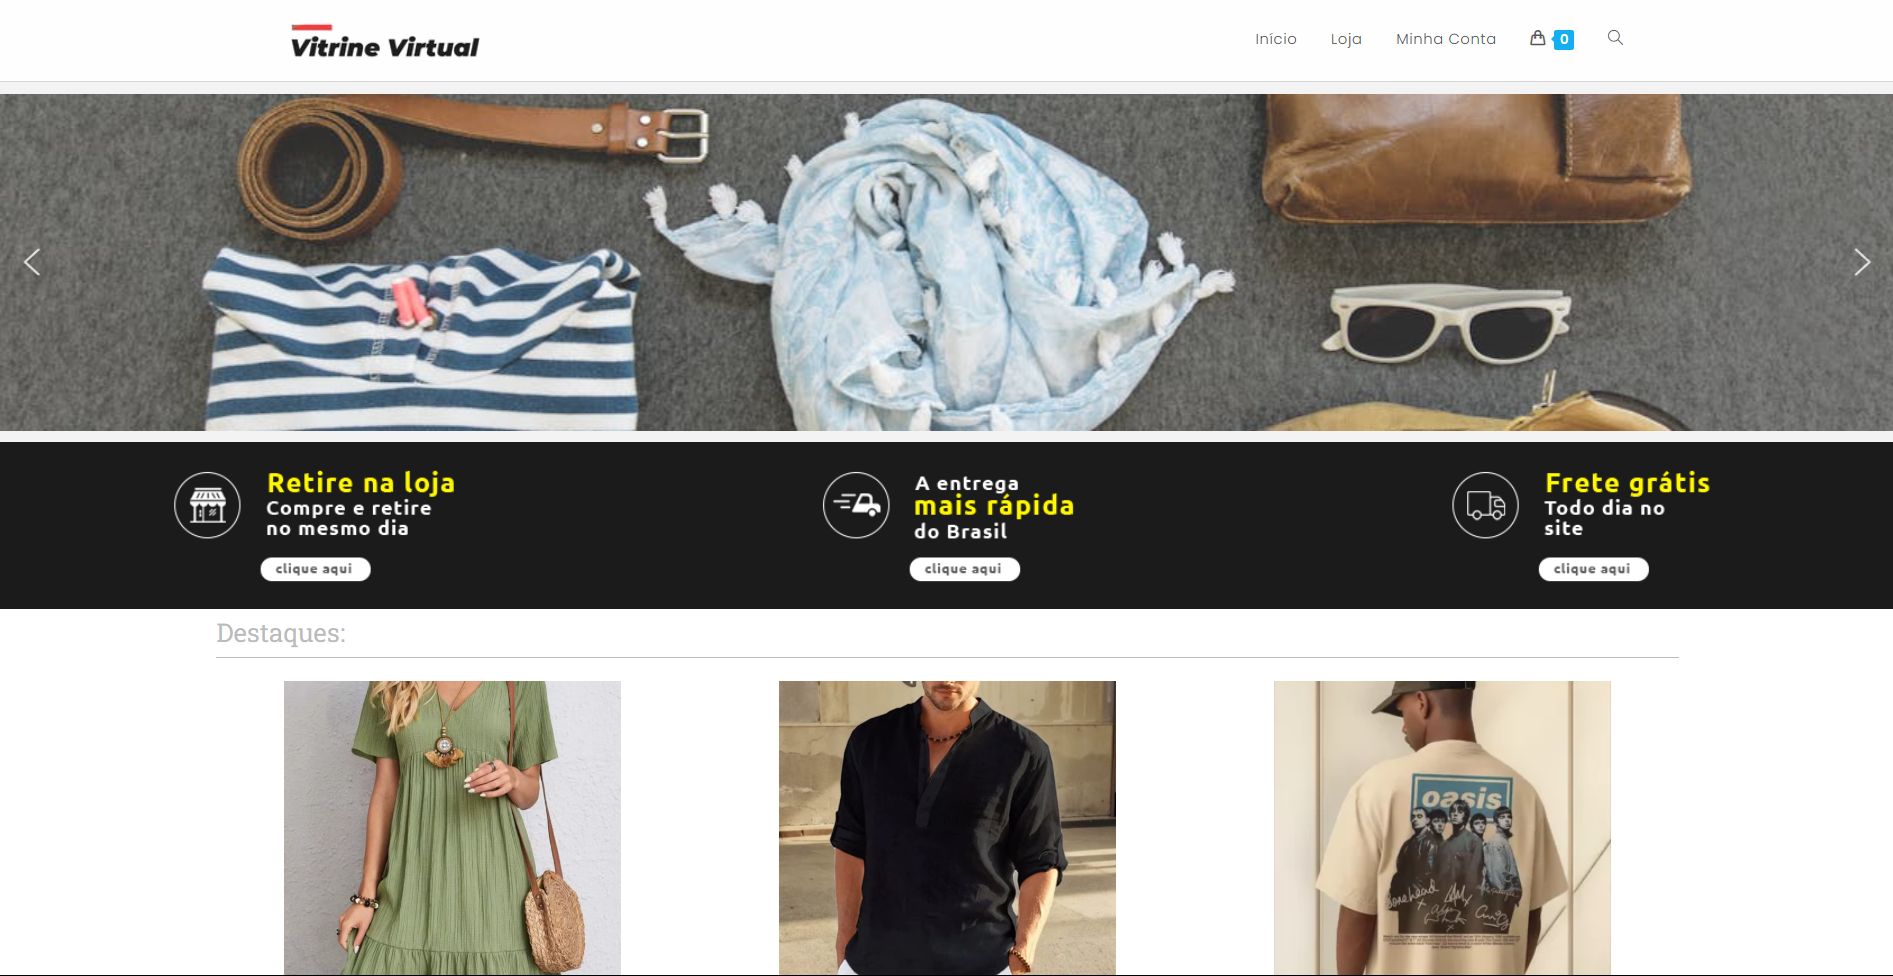 Vitrine Virtual
Início
Loja
Minha Conta
0
Retire na loja
Compre e retire
no mesmo dia
clique aqui
A entrega
mais rápida
do Brasil
clique aqui
Frete grátis
Todo dia no
site
clique aqui
Destaques:
oasis